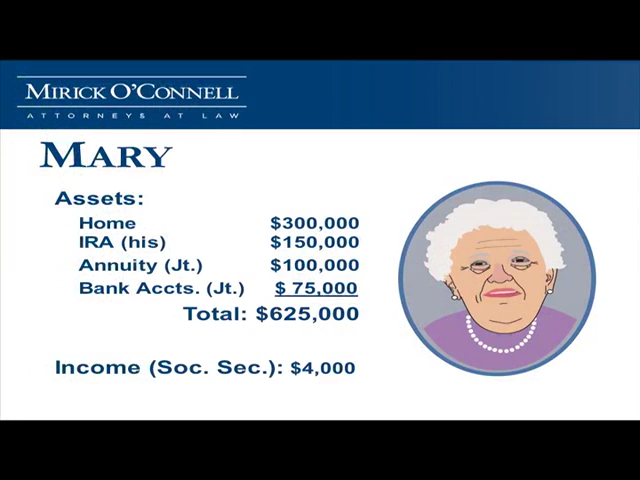 MIRICK O'CONNELL
ATTORNEYS AT LAW
MARY
Assets:
Home $300,000
IRA (his) $150,000
Annuity (Jt.) $100,000
Bank Accts. (Jt.) $ 75,000
Total: $625,000
Income (Soc. Sec.): $4,000